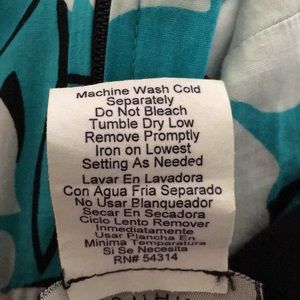 Machine Wash Cold
Separately
Do Not Bleach
Tumble Dry Low
Remove Promptly
Iron on Lowest
Setting As Needed
Lavar En Lavadora
Con Agua Fria Separado
No Usar Blanqueador
Secar En Secadora
Ciclo Lento Remover
Inmediatamente
Usar Plancha En
Minima Temperatura
Si Se Necesita
RN# 54314